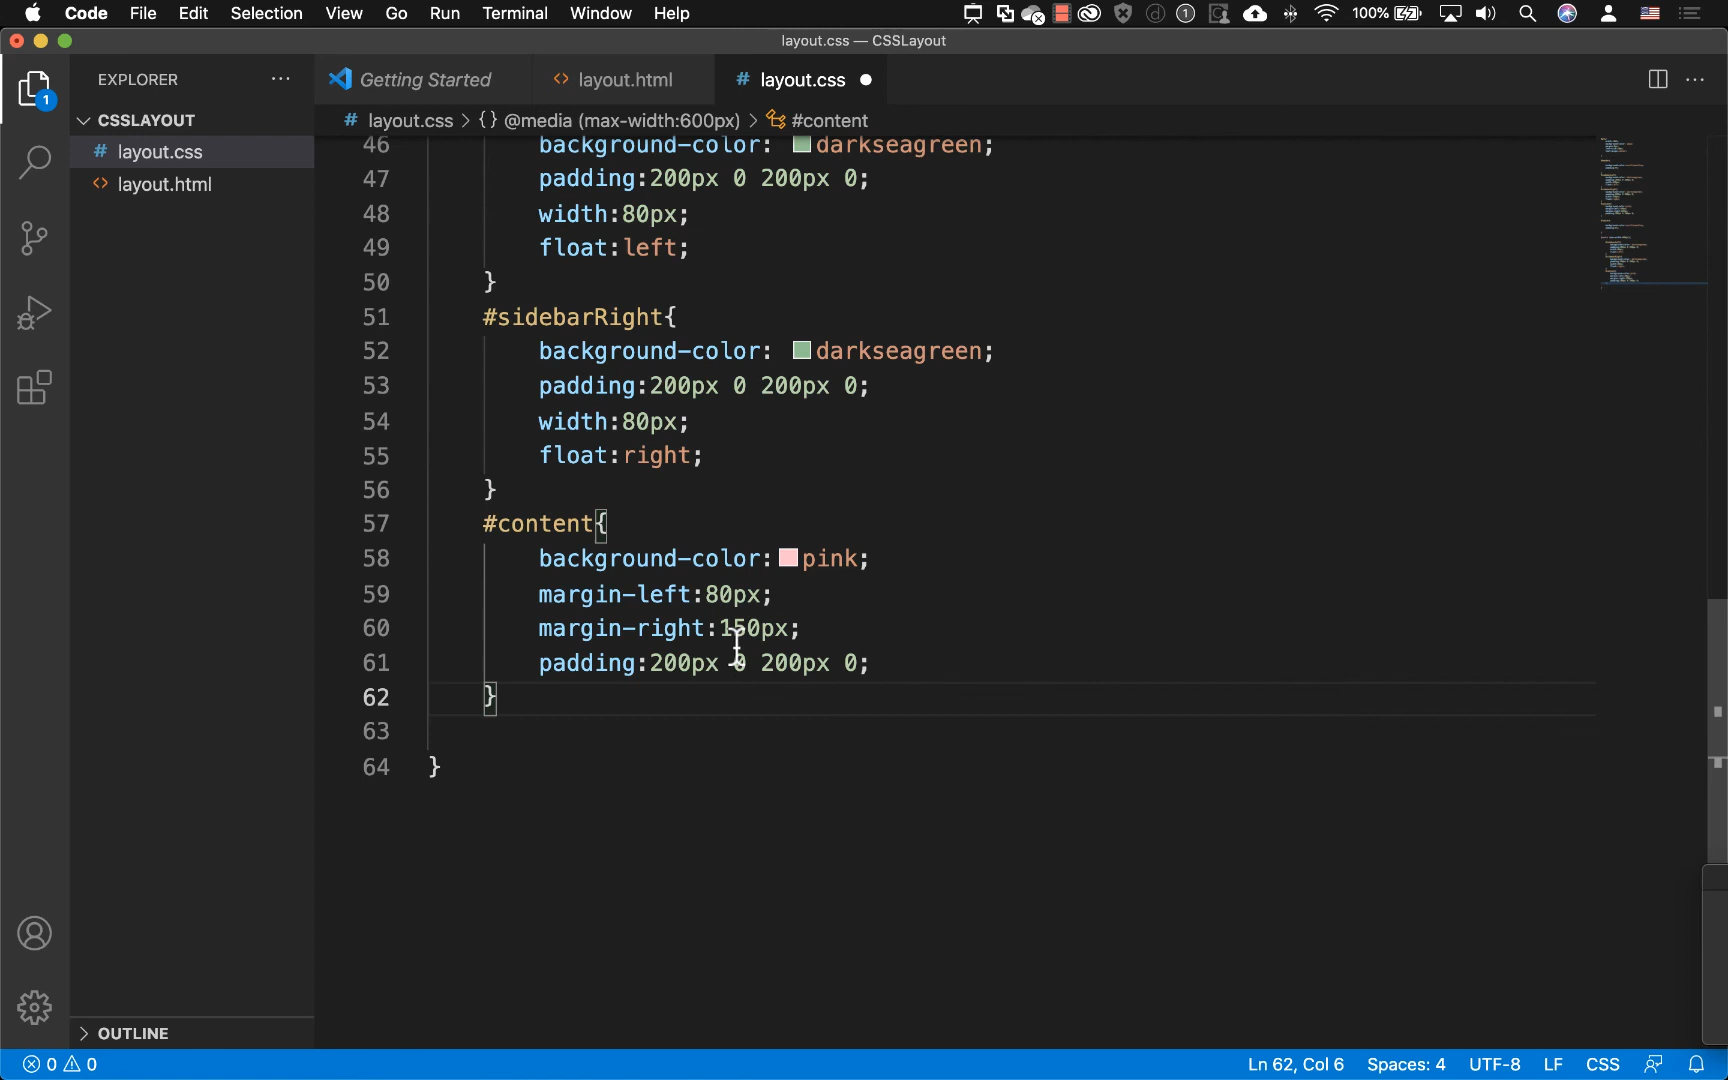 Code File Edit Selection View Go Run Terminal Window Help 100%
layout.css — CSSLayout
EXPLORER ··· Getting Started <> layout.html # layout.css
1
CSSLAYOUT
# layout.css > {} @media (max-width:600px) > #content
# layout.css
<> layout.html
46 background-color: darkseagreen;
47 padding:200px 0 200px 0;
48 width:80px;
49 float:left;
50 }
51 #sidebarRight{
52 background-color: darkseagreen;
53 padding:200px 0 200px 0;
54 width:80px;
55 float:right;
56 }
57 #content{
58 background-color:pink;
59 margin-left:80px;
60 margin-right:150px;
61 padding:200px 0 200px 0;
62 }
63
64 }
OUTLINE
0 0 Ln 62, Col 6 Spaces: 4 UTF-8 LF CSS